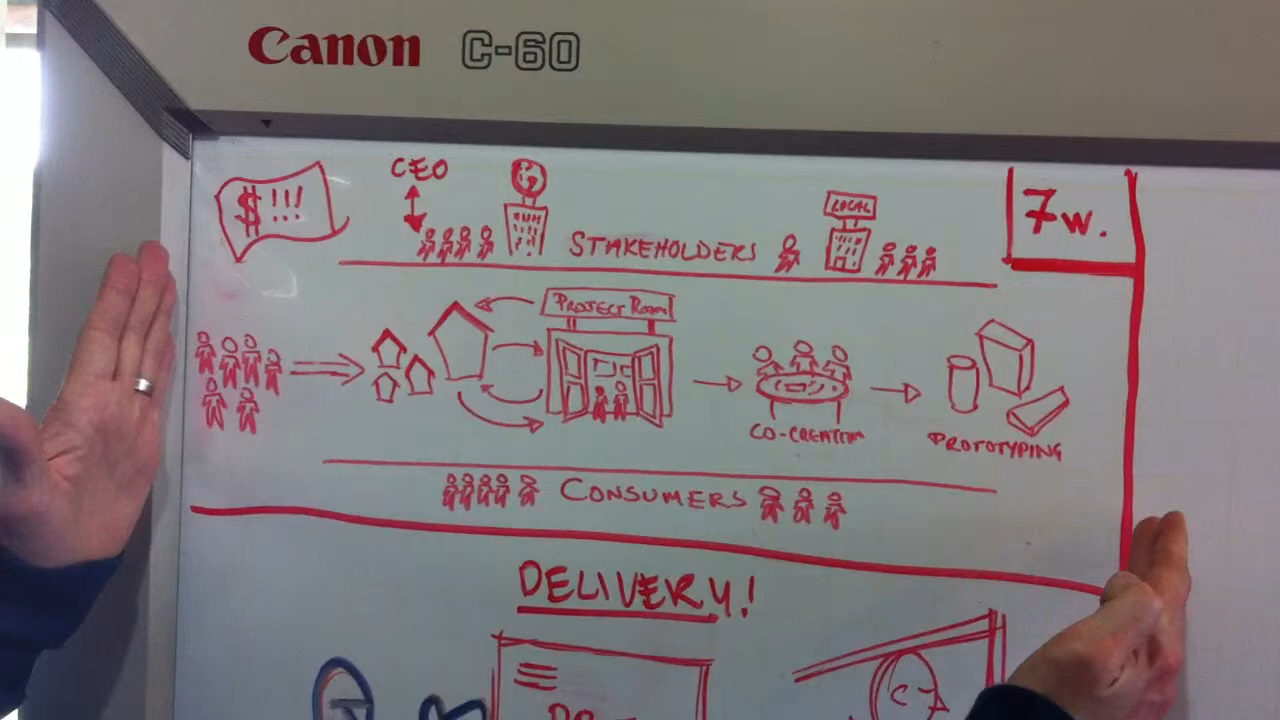 Canon C-60
$ !!!
CEO
STAKEHOLDERS
LOCAL
7w.
PROJECT ROOM
CO-CREATION
PROTOTYPING
CONSUMERS
DELIVERY!